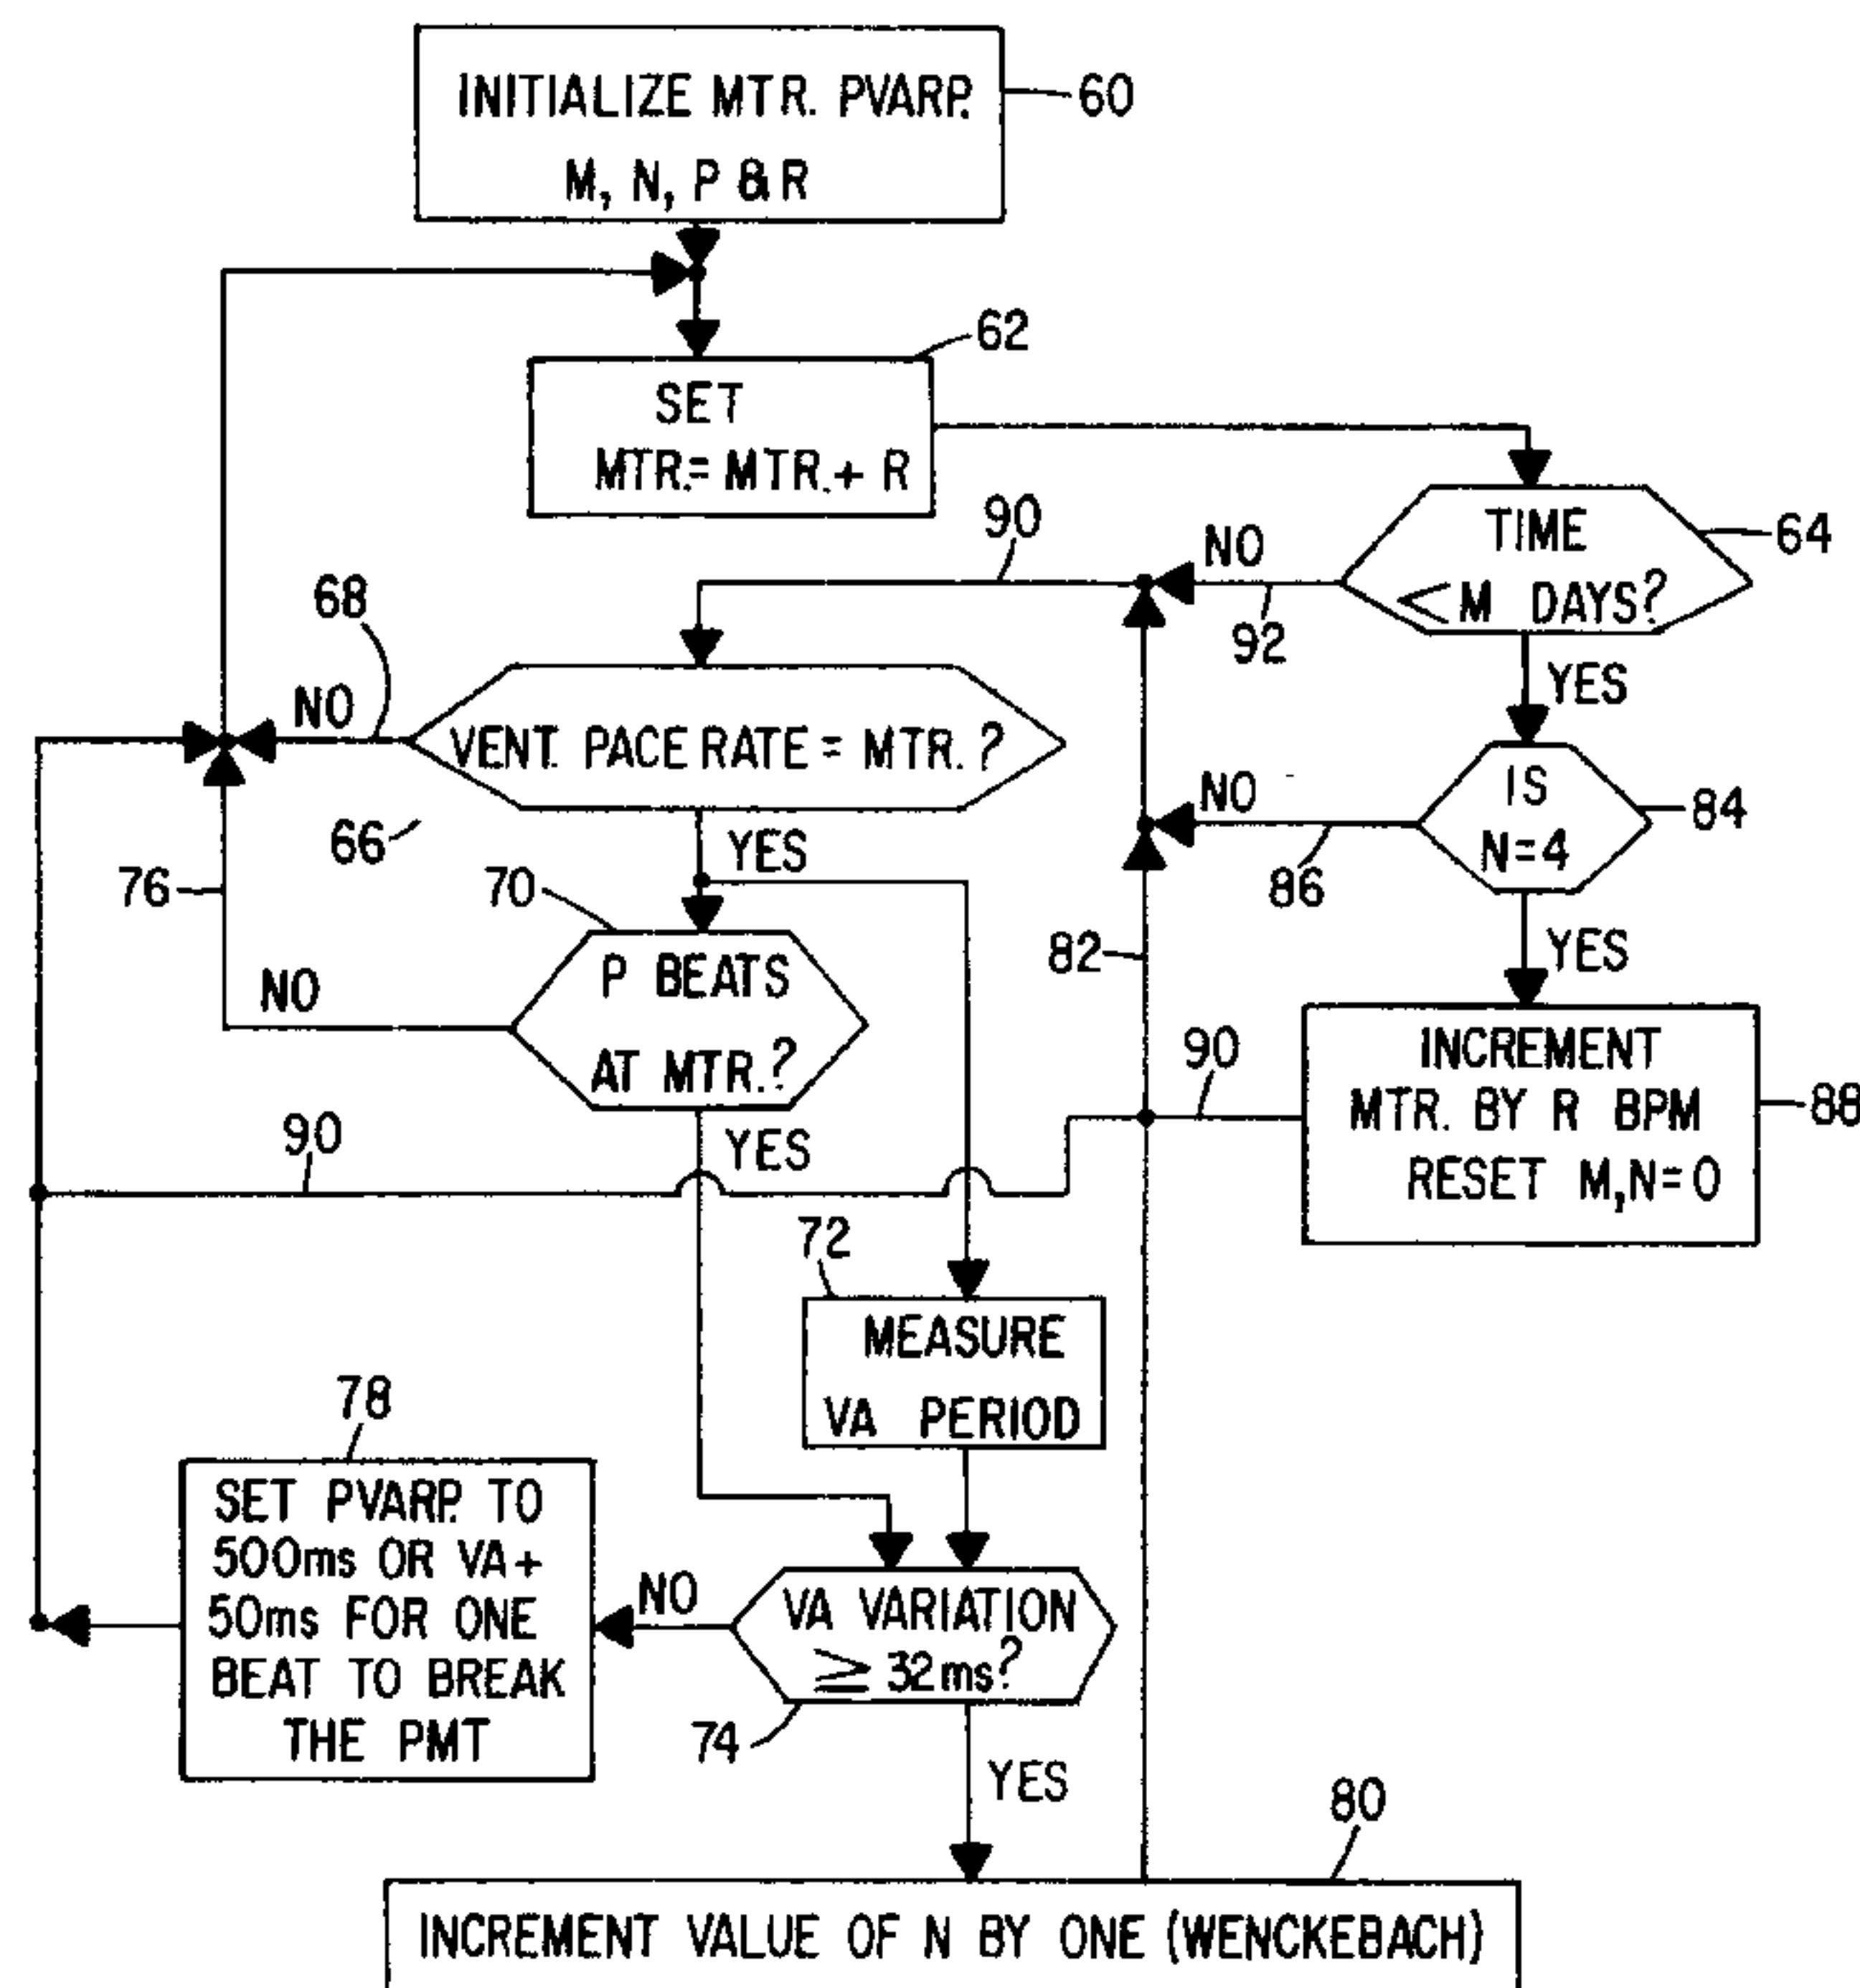 INITIALIZE MTR. PVARP.
M, N, P & R
60
62
SET
MTR.= MTR.+ R
90
NO
TIME
< M DAYS?
64
92
68
YES
NO
VENT. PACE RATE = MTR. ?
66
NO
IS
N=4
84
86
YES
76
70
P BEATS
AT MTR.?
NO
82
YES
90
INCREMENT
MTR. BY R BPM
RESET M,N=0
88
90
YES
72
MEASURE
VA PERIOD
78
SET PVARP. TO
500ms OR VA+
50ms FOR ONE
BEAT TO BREAK
THE PMT
NO
VA VARIATION
≥ 32ms?
74
YES
80
INCREMENT VALUE OF N BY ONE (WENCKEBACH)